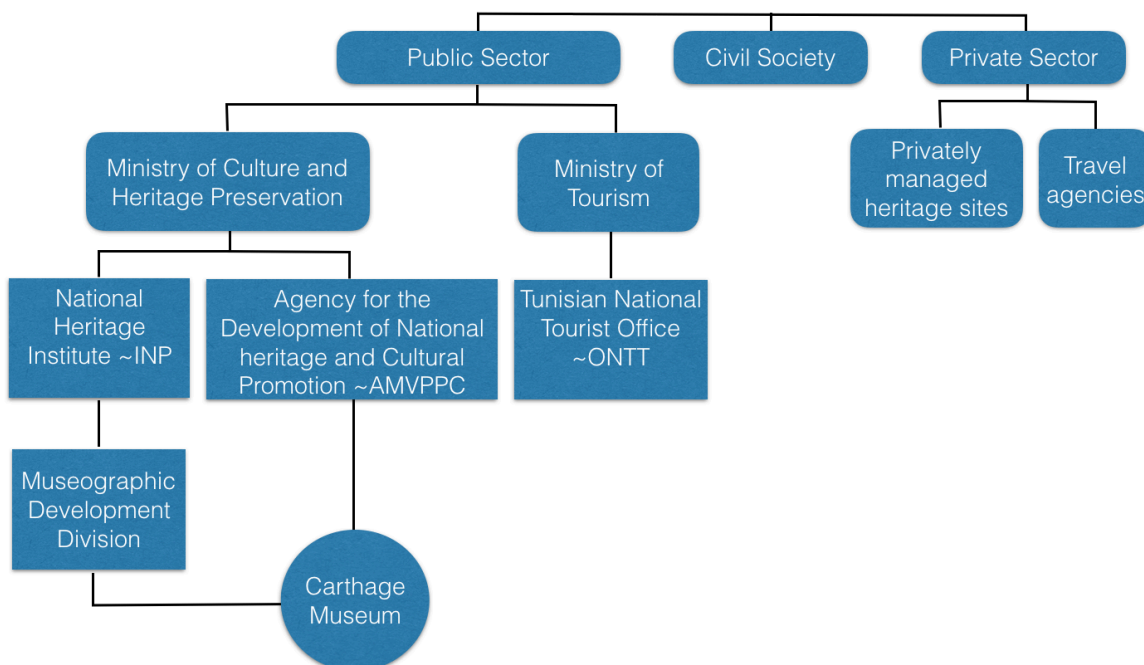 Public Sector
Civil Society
Private Sector
Ministry of Culture and
Heritage Preservation
Ministry of
Tourism
Privately
managed
heritage sites
Travel
agencies
National
Heritage
Institute ~INP
Agency for the
Development of National
heritage and Cultural
Promotion ~AMVPPC
Tunisian National
Tourist Office
~ONTT
Museographic
Development
Division
Carthage
Museum